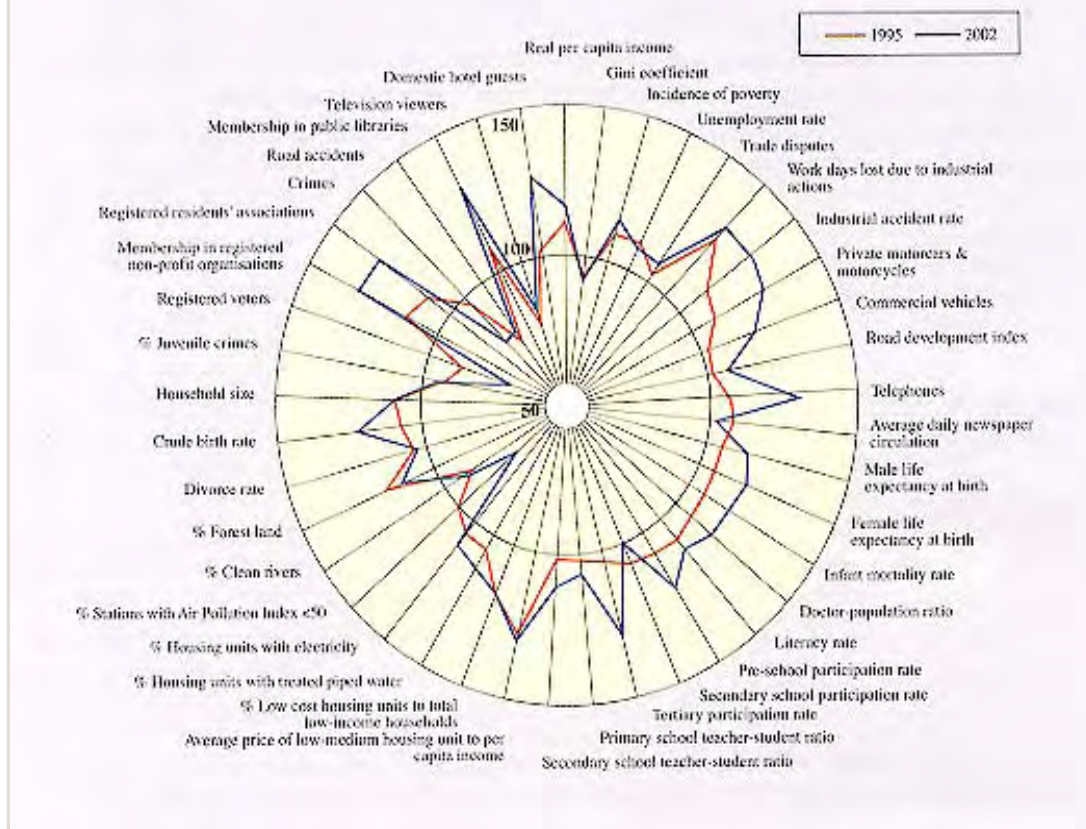 1995
2002
Real per capita income
Gini coefficient
Incidence of poverty
Unemployment rate
Trade disputes
Work days lost due to industrial
actions
Industrial accident rate
Private motorcars &
motorcycles
Commercial vehicles
Road development index
Telephones
Average daily newspaper
circulation
Male life
expectancy at birth
Female life
expectancy at birth
Infant mortality rate
Doctor-population ratio
Literacy rate
Pre-school participation rate
Secondary school participation rate
Tertiary participation rate
Primary school teacher-student ratio
Secondary school teacher-student ratio
Average price of low-medium housing unit to per
capita income
% Low cost housing units to total
low-income households
% Housing units with treated piped water
% Housing units with electricity
% Stations with Air Pollution Index <50
% Clean rivers
% Forest land
Divorce rate
Crude birth rate
Household size
% Juvenile crimes
Registered voters
Membership in registered
non-profit organisations
Registered residents' associations
Crimes
Road accidents
Membership in public libraries
Television viewers
Domestic hotel guests
150
100
50